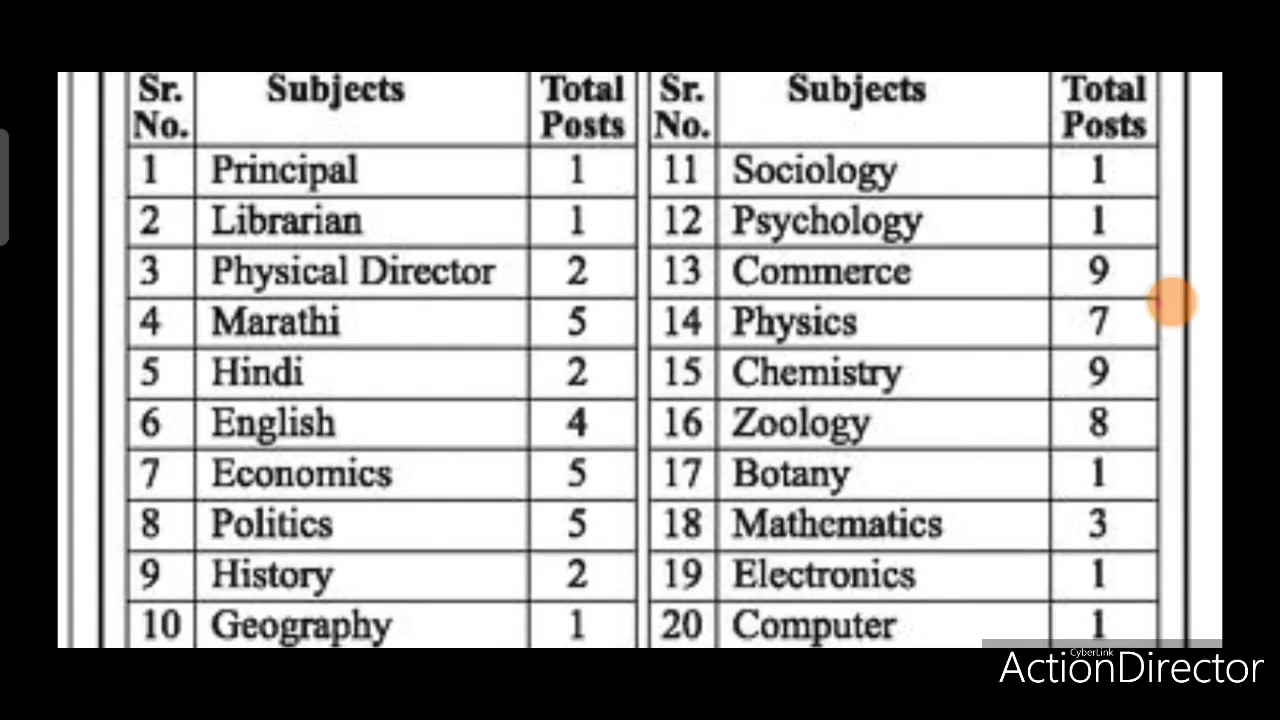 Sr. No. Subjects Total Posts Sr. No. Subjects Total Posts
1 Principal 1 11 Sociology 1
2 Librarian 1 12 Psychology 1
3 Physical Director 2 13 Commerce 9
4 Marathi 5 14 Physics 7
5 Hindi 2 15 Chemistry 9
6 English 4 16 Zoology 8
7 Economics 5 17 Botany 1
8 Politics 5 18 Mathematics 3
9 History 2 19 Electronics 1
10 Geography 1 20 Computer 1
CyberLink
ActionDirector